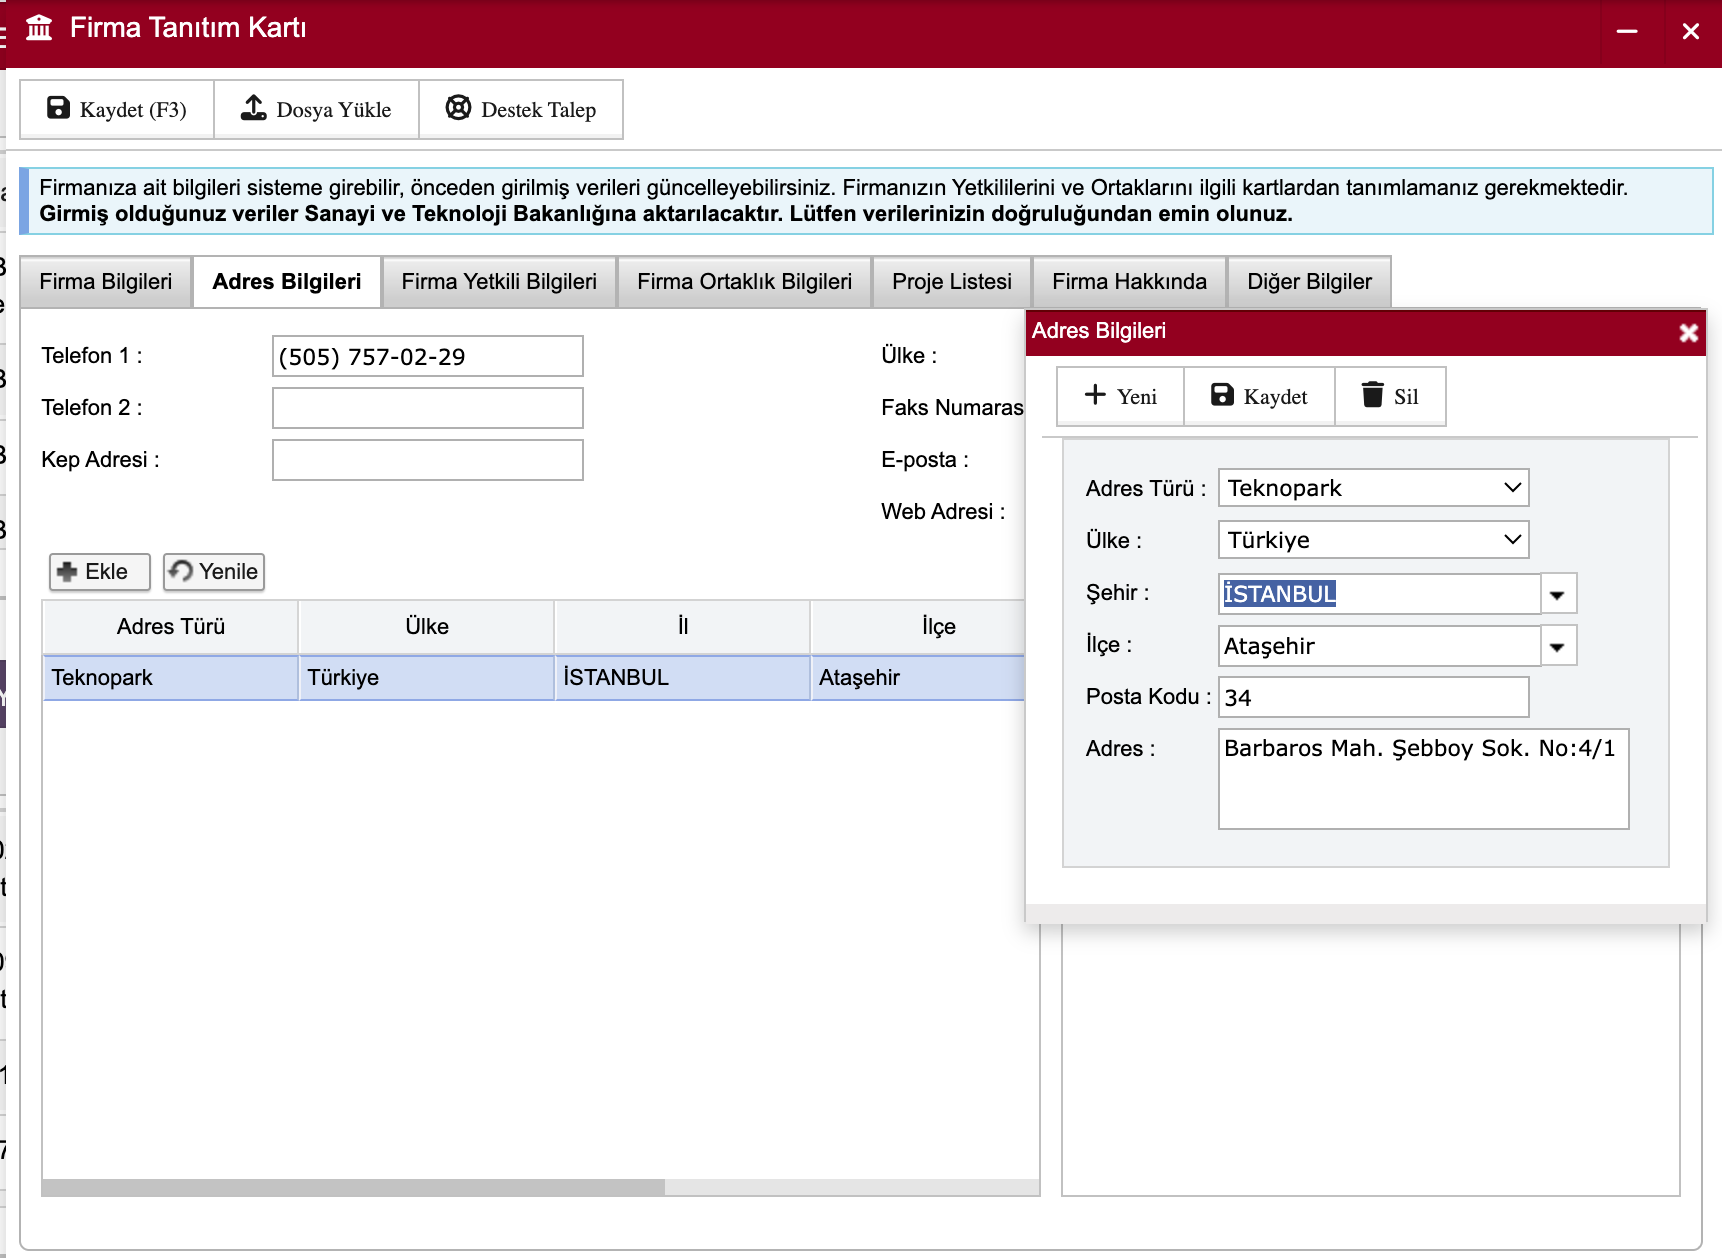 Firma Tanıtım Kartı
Kaydet (F3)
Dosya Yükle
Destek Talep
Firmanıza ait bilgileri sisteme girebilir, önceden girilmiş verileri güncelleyebilirsiniz. Firmanızın Yetkililerini ve Ortaklarını ilgili kartlardan tanımlamanız gerekmektedir.
Girmiş olduğunuz veriler Sanayi ve Teknoloji Bakanlığına aktarılacaktır. Lütfen verilerinizin doğruluğundan emin olunuz.
Firma Bilgileri
Adres Bilgileri
Firma Yetkili Bilgileri
Firma Ortaklık Bilgileri
Proje Listesi
Firma Hakkında
Diğer Bilgiler
Telefon 1 :
(505) 757-02-29
Telefon 2 :
Kep Adresi :
Ülke :
Faks Numaras
E-posta :
Web Adresi :
Ekle
Yenile
Adres Türü
Ülke
İl
İlçe
Teknopark
Türkiye
İSTANBUL
Ataşehir
Adres Bilgileri
Yeni
Kaydet
Sil
Adres Türü :
Teknopark
Ülke :
Türkiye
Şehir :
İSTANBUL
İlçe :
Ataşehir
Posta Kodu :
34
Adres :
Barbaros Mah. Şebboy Sok. No:4/1